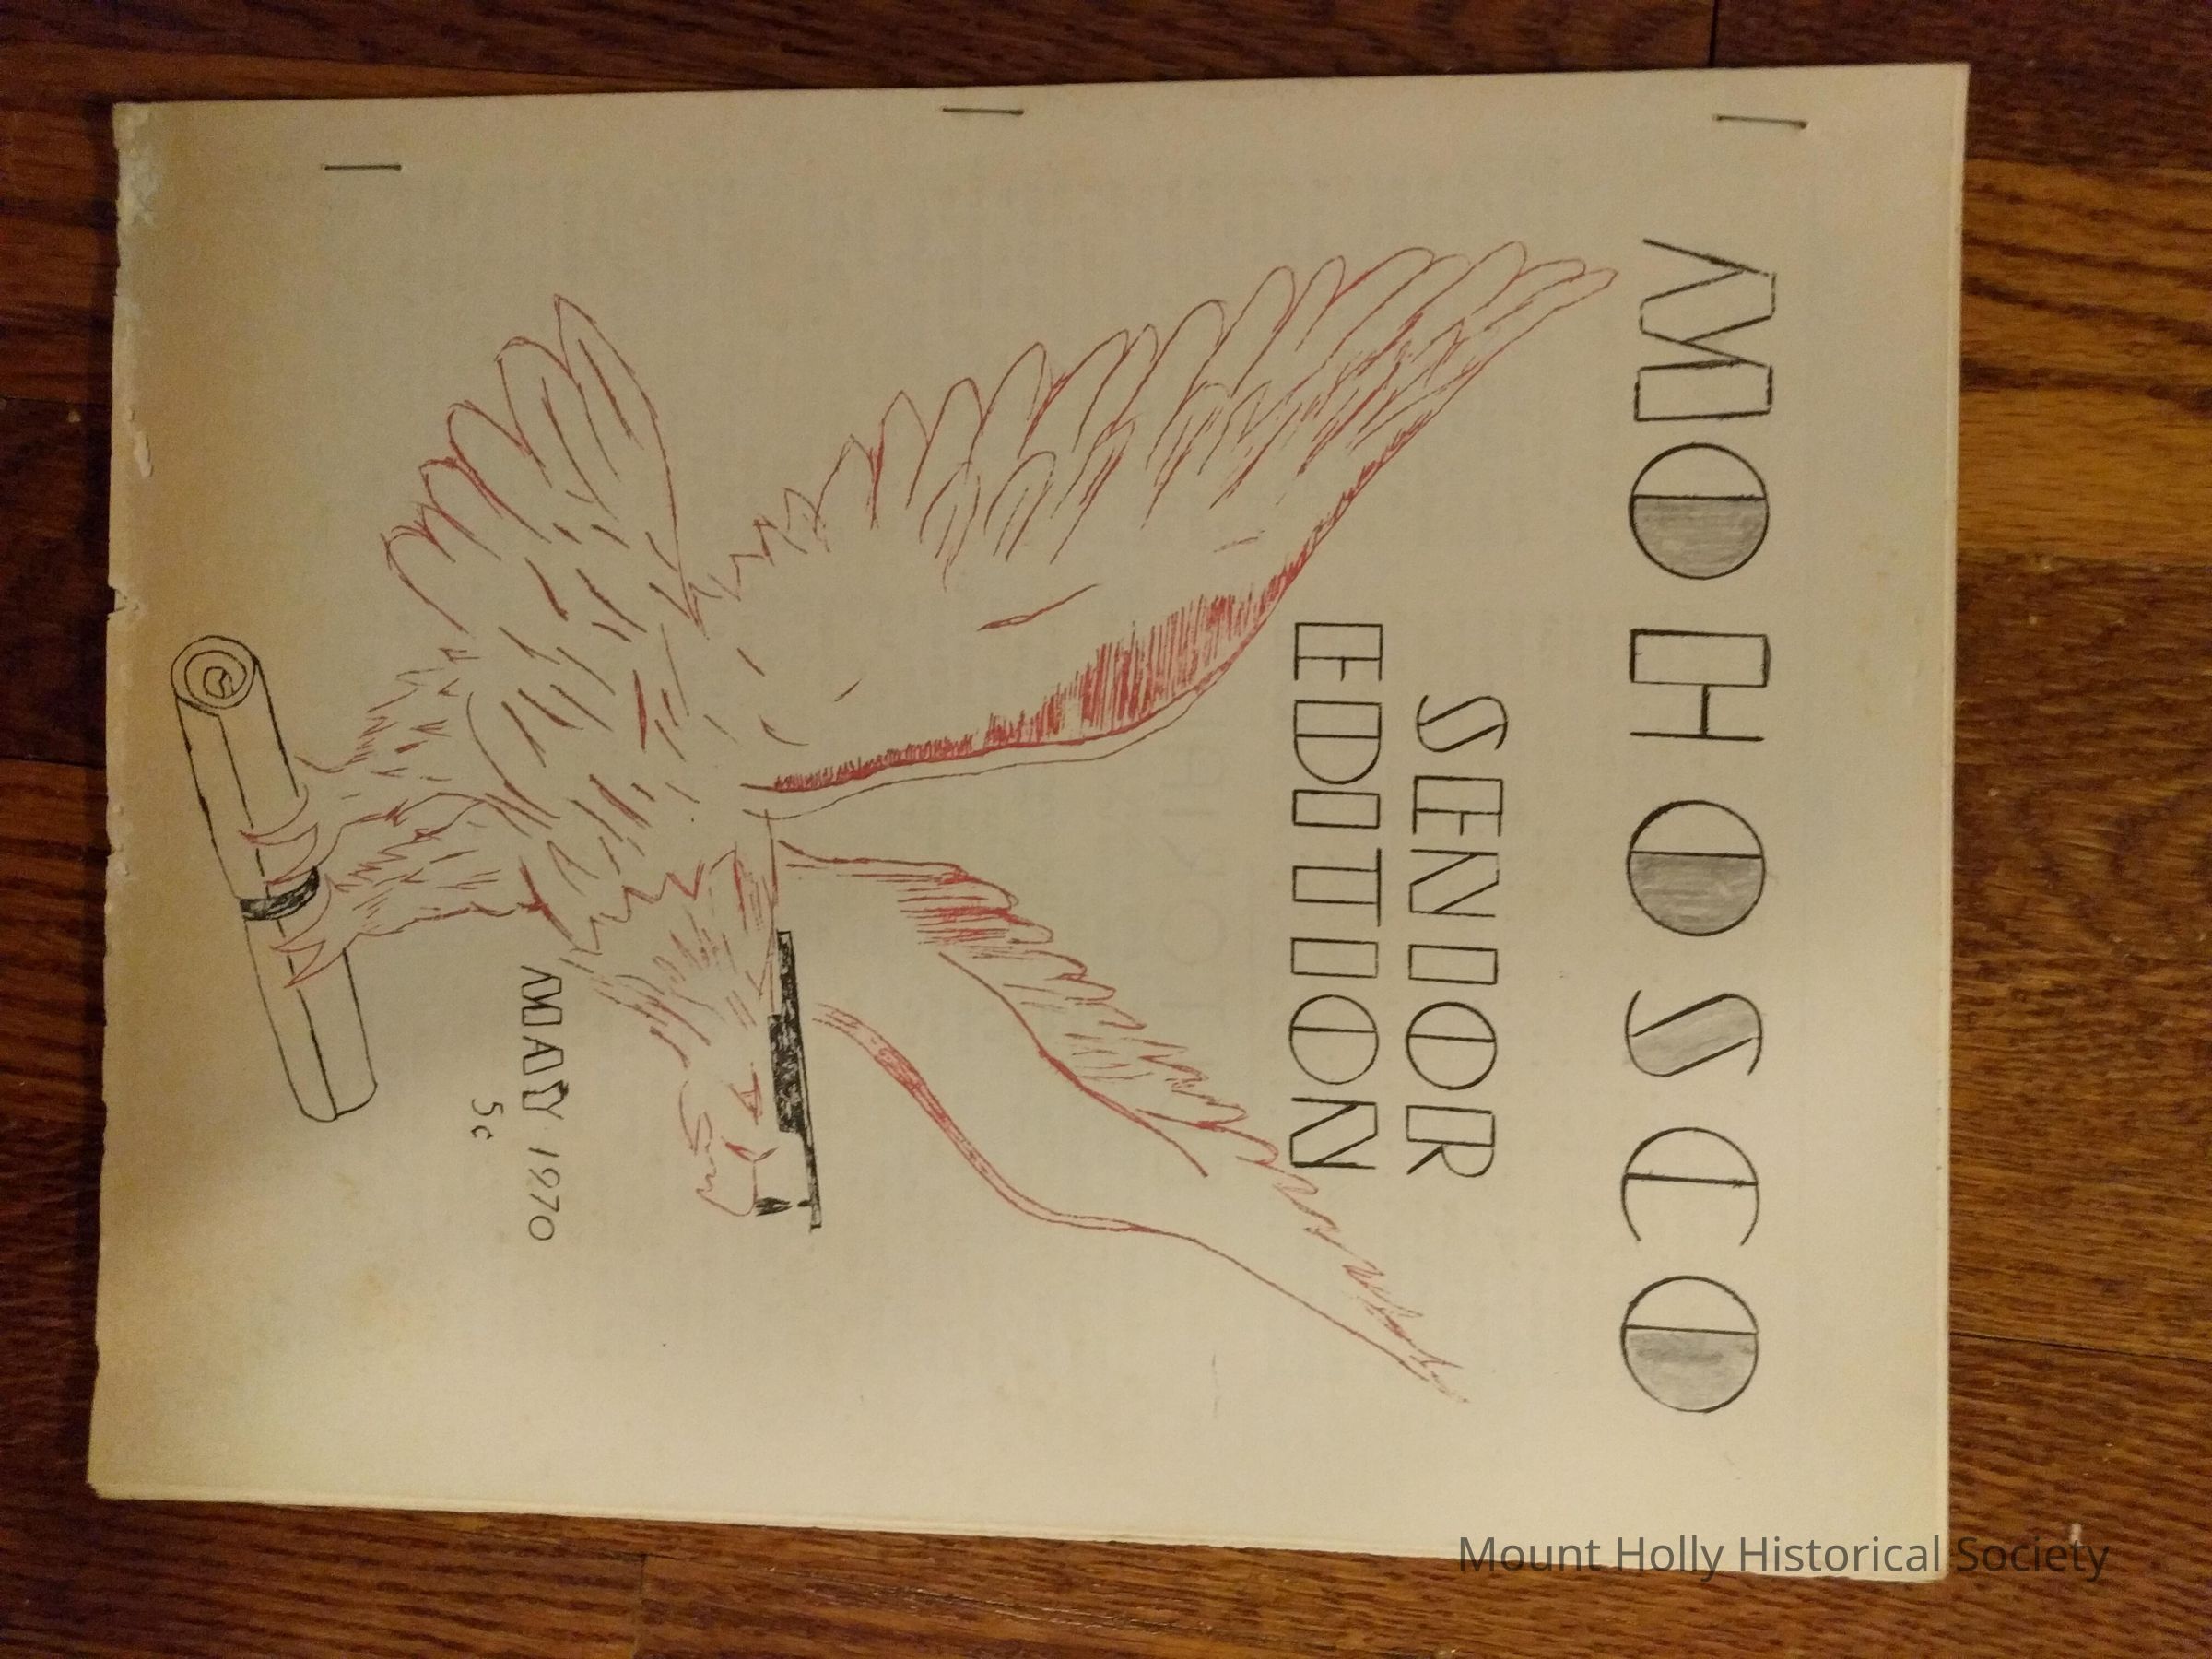 MOHOSCO
SENIOR
EDITION
MAY 1970
5¢
Mount Holly Historical Society